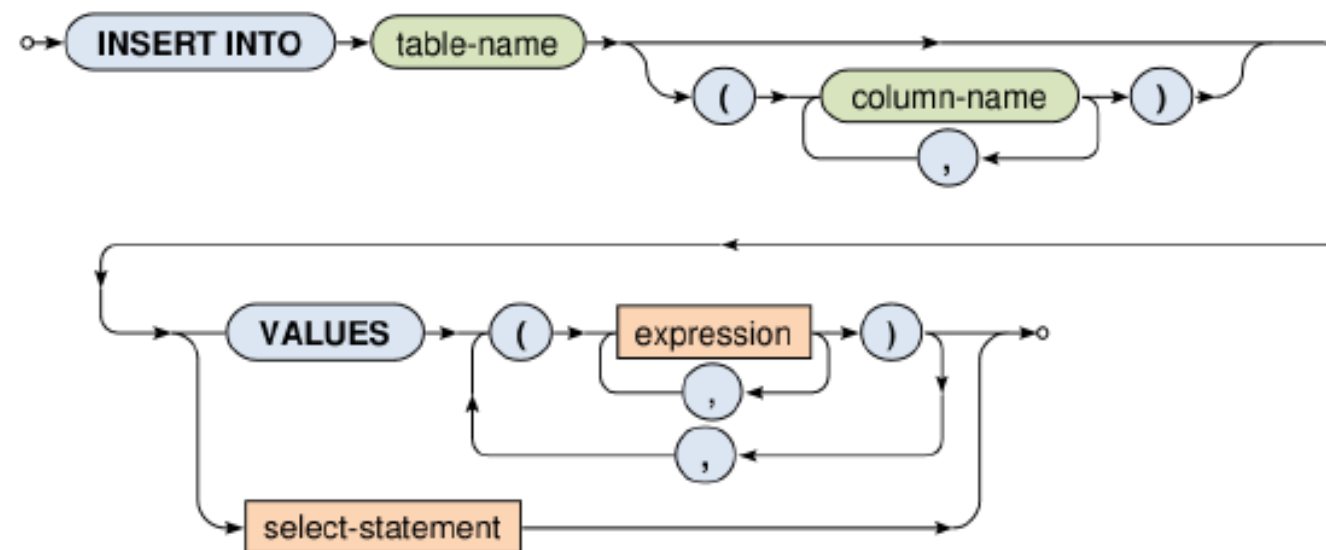 INSERT INTO table-name
( column-name )
,
VALUES ( expression )
,
,
select-statement